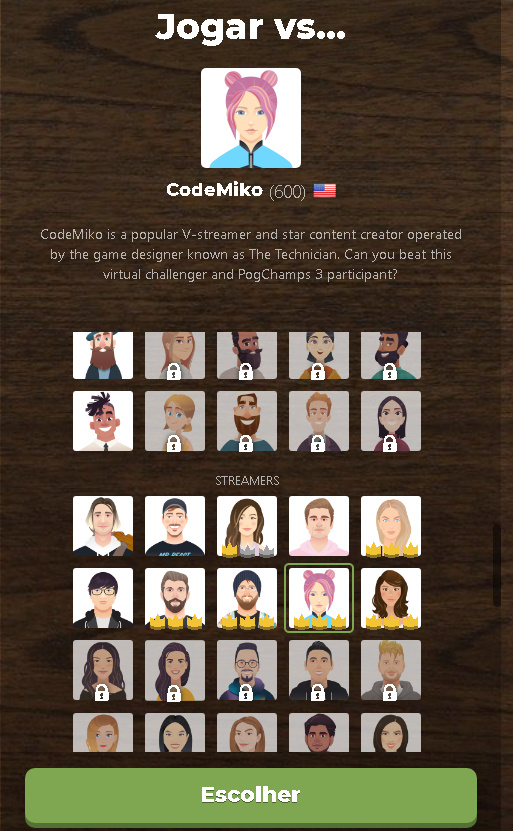 Jogar vs...
CodeMiko (600)
CodeMiko is a popular V-streamer and star content creator operated
by the game designer known as The Technician. Can you beat this
virtual challenger and PogChamps 3 participant?
STREAMERS
MR BEAST
Escolher